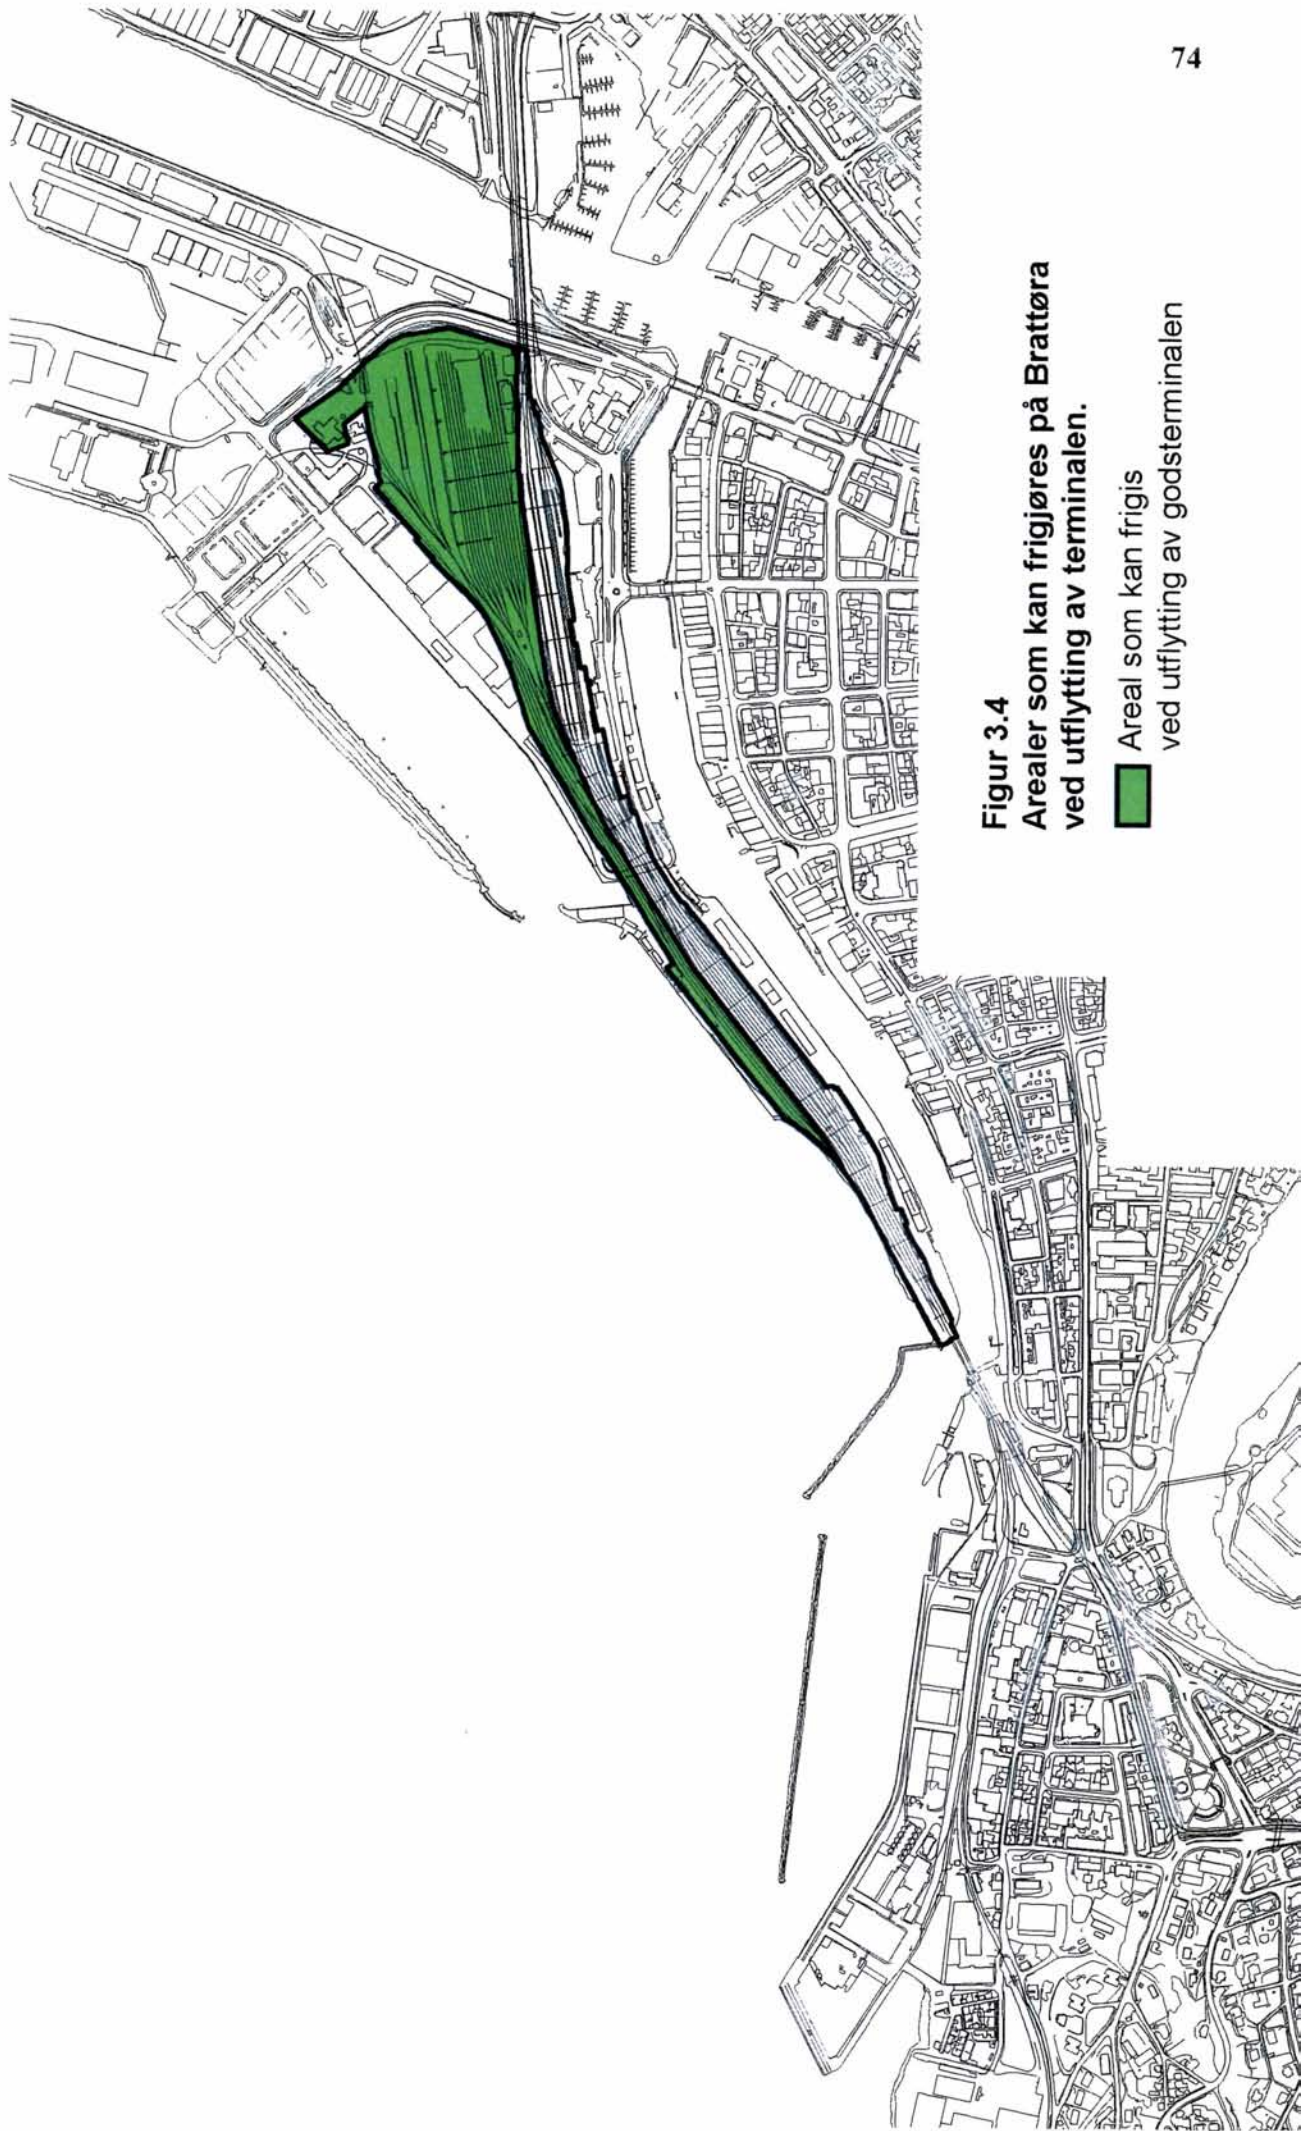 74
Figur 3.4
Arealer som kan frigjøres på Brattøra
ved utflytting av terminalen.
Areal som kan frigis
ved utflytting av godsterminalen